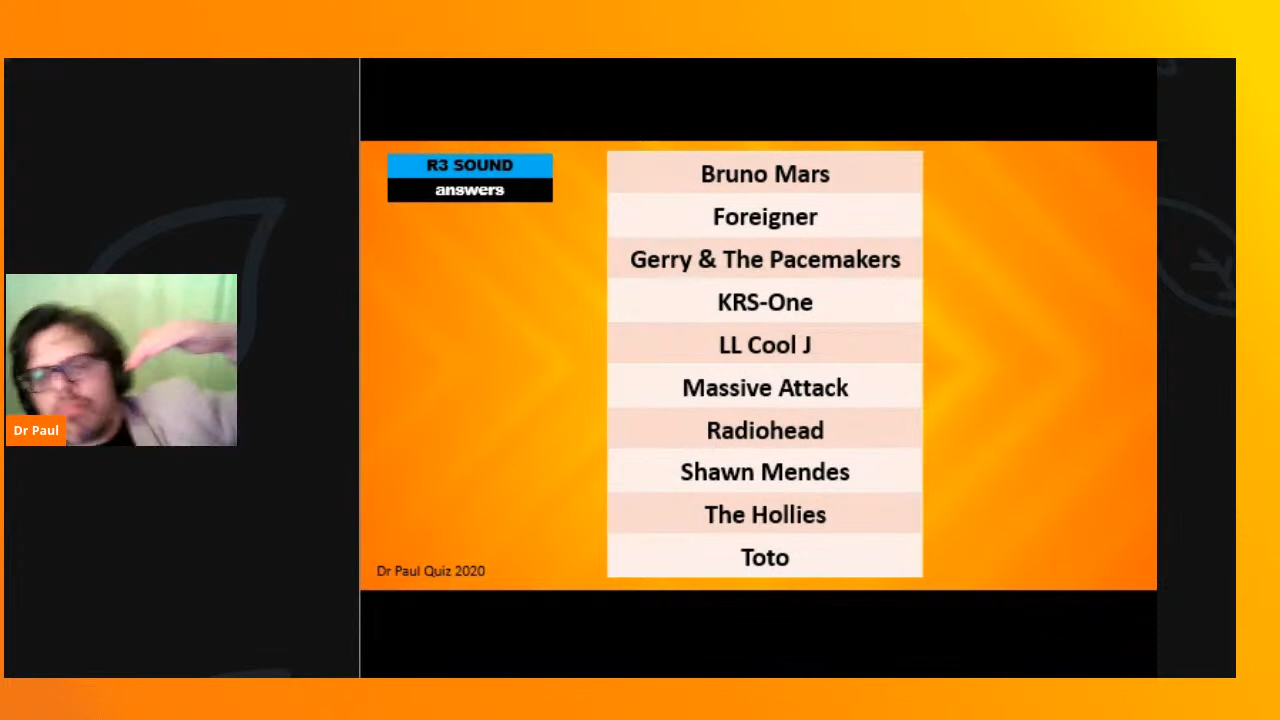 R3 SOUND
answers
Bruno Mars
Foreigner
Gerry & The Pacemakers
KRS-One
LL Cool J
Massive Attack
Radiohead
Shawn Mendes
The Hollies
Toto
Dr Paul
Dr Paul Quiz 2020